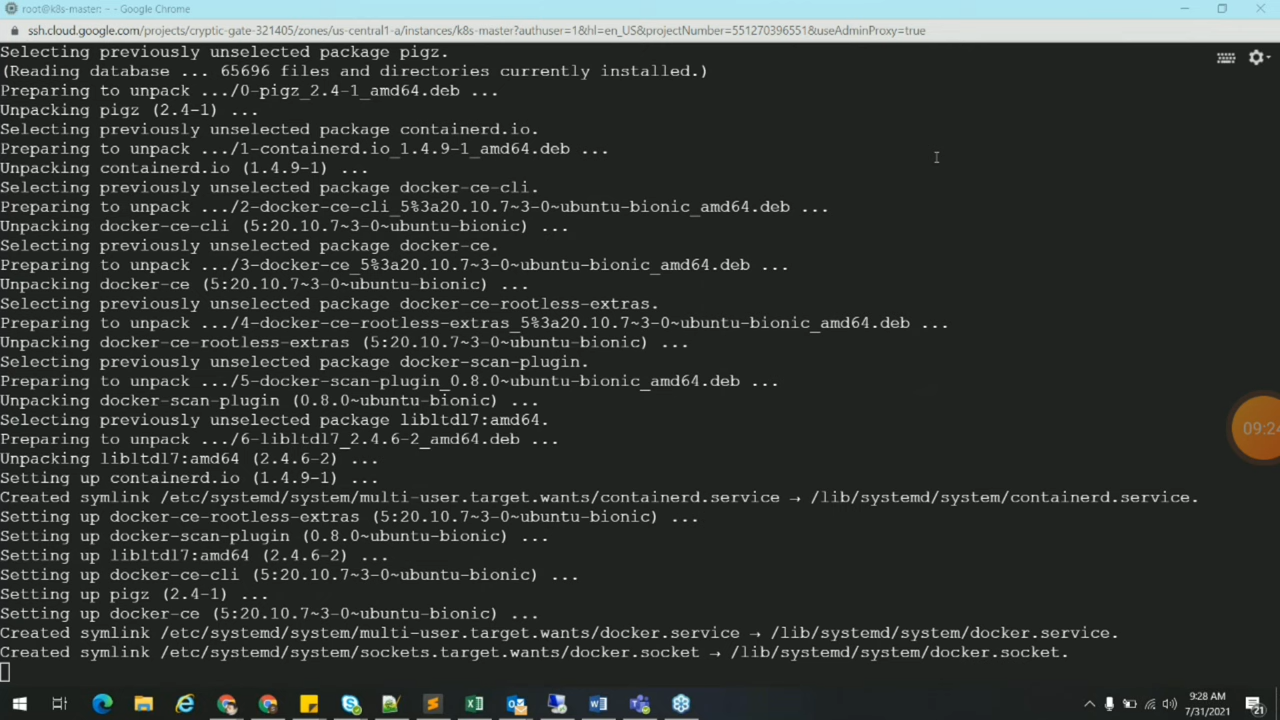 root@k8s-master: ~ - Google Chrome
ssh.cloud.google.com/projects/cryptic-gate-321405/zones/us-central1-a/instances/k8s-master?authuser=1&hl=en_US&projectNumber=551270396551&useAdminProxy=true
Selecting previously unselected package pigz.
(Reading database ... 65696 files and directories currently installed.)
Preparing to unpack .../0-pigz_2.4-1_amd64.deb ...
Unpacking pigz (2.4-1) ...
Selecting previously unselected package containerd.io.
Preparing to unpack .../1-containerd.io_1.4.9-1_amd64.deb ...
Unpacking containerd.io (1.4.9-1) ...
Selecting previously unselected package docker-ce-cli.
Preparing to unpack .../2-docker-ce-cli_5%3a20.10.7~3-0~ubuntu-bionic_amd64.deb ...
Unpacking docker-ce-cli (5:20.10.7~3-0~ubuntu-bionic) ...
Selecting previously unselected package docker-ce.
Preparing to unpack .../3-docker-ce_5%3a20.10.7~3-0~ubuntu-bionic_amd64.deb ...
Unpacking docker-ce (5:20.10.7~3-0~ubuntu-bionic) ...
Selecting previously unselected package docker-ce-rootless-extras.
Preparing to unpack .../4-docker-ce-rootless-extras_5%3a20.10.7~3-0~ubuntu-bionic_amd64.deb ...
Unpacking docker-ce-rootless-extras (5:20.10.7~3-0~ubuntu-bionic) ...
Selecting previously unselected package docker-scan-plugin.
Preparing to unpack .../5-docker-scan-plugin_0.8.0~ubuntu-bionic_amd64.deb ...
Unpacking docker-scan-plugin (0.8.0~ubuntu-bionic) ...
Selecting previously unselected package libltdl7:amd64.
Preparing to unpack .../6-libltdl7_2.4.6-2_amd64.deb ...
Unpacking libltdl7:amd64 (2.4.6-2) ...
Setting up containerd.io (1.4.9-1) ...
Created symlink /etc/systemd/system/multi-user.target.wants/containerd.service → /lib/systemd/system/containerd.service.
Setting up docker-ce-rootless-extras (5:20.10.7~3-0~ubuntu-bionic) ...
Setting up docker-scan-plugin (0.8.0~ubuntu-bionic) ...
Setting up libltdl7:amd64 (2.4.6-2) ...
Setting up docker-ce-cli (5:20.10.7~3-0~ubuntu-bionic) ...
Setting up pigz (2.4-1) ...
Setting up docker-ce (5:20.10.7~3-0~ubuntu-bionic) ...
Created symlink /etc/systemd/system/multi-user.target.wants/docker.service → /lib/systemd/system/docker.service.
Created symlink /etc/systemd/system/sockets.target.wants/docker.socket → /lib/systemd/system/docker.socket.
09:24
9:28 AM
7/31/2021
21